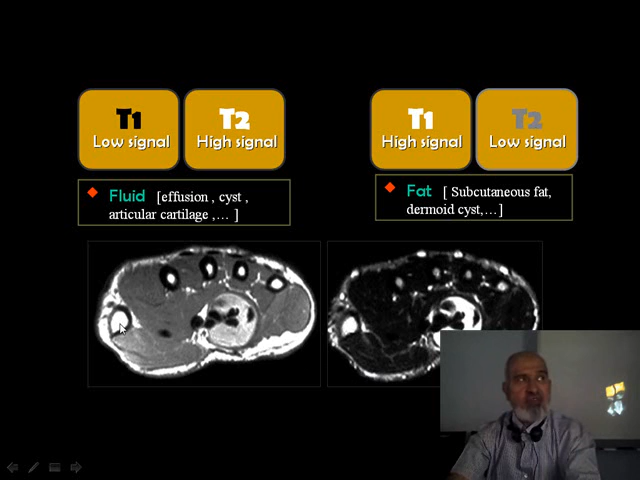 T1
Low signal
T2
High signal
T1
High signal
T2
Low signal
Fluid [effusion , cyst ,
articular cartilage ,… ]
Fat [ Subcutaneous fat,
dermoid cyst,…]